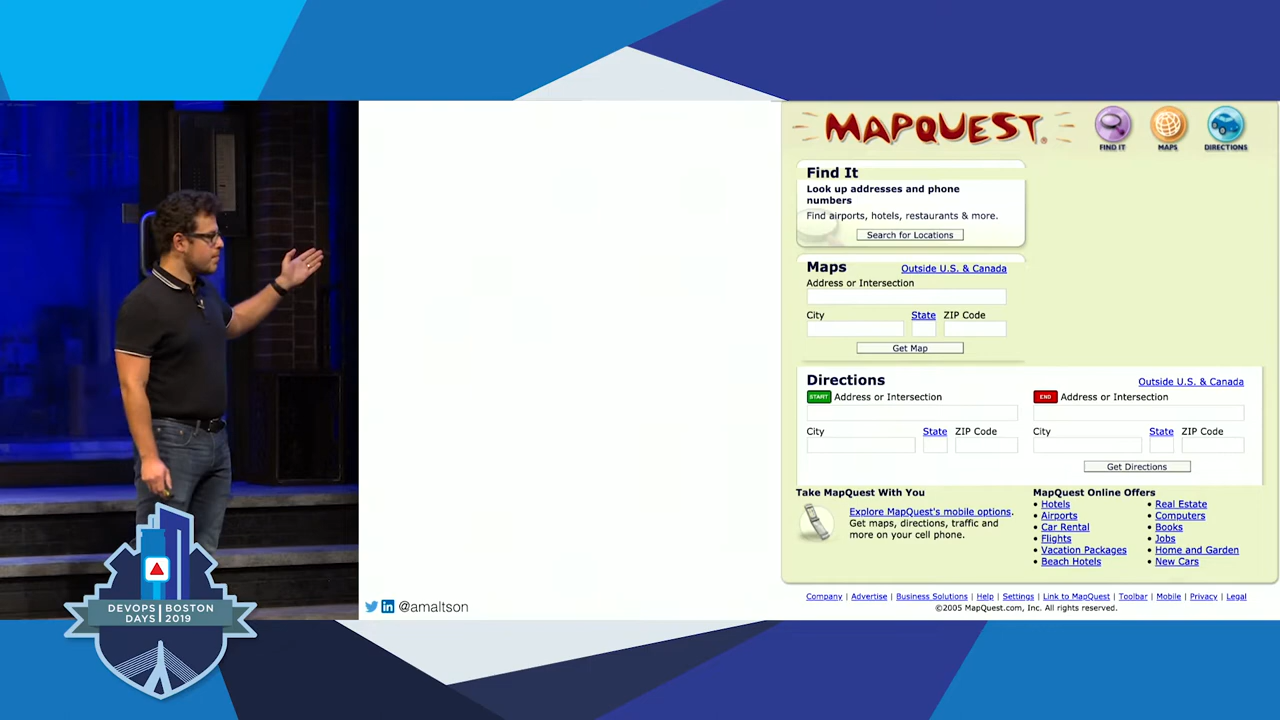 MAPQUEST®
FIND IT
MAPS
DIRECTIONS
Find It
Look up addresses and phone
numbers
Find airports, hotels, restaurants & more.
Search for Locations
Maps
Outside U.S. & Canada
Address or Intersection
City
State
ZIP Code
Get Map
Directions
Outside U.S. & Canada
START
Address or Intersection
City
State
ZIP Code
END
Address or Intersection
City
State
ZIP Code
Get Directions
Take MapQuest With You
Explore MapQuest's mobile options.
Get maps, directions, traffic and
more on your cell phone.
MapQuest Online Offers
• Hotels
• Airports
• Car Rental
• Flights
• Vacation Packages
• Beach Hotels
• Real Estate
• Computers
• Books
• Jobs
• Home and Garden
• New Cars
Company | Advertise | Business Solutions | Help | Settings | Link to MapQuest | Toolbar | Mobile | Privacy | Legal
©2005 MapQuest.com, Inc. All rights reserved.
@amaltson
DEVOPS DAYS
BOSTON 2019